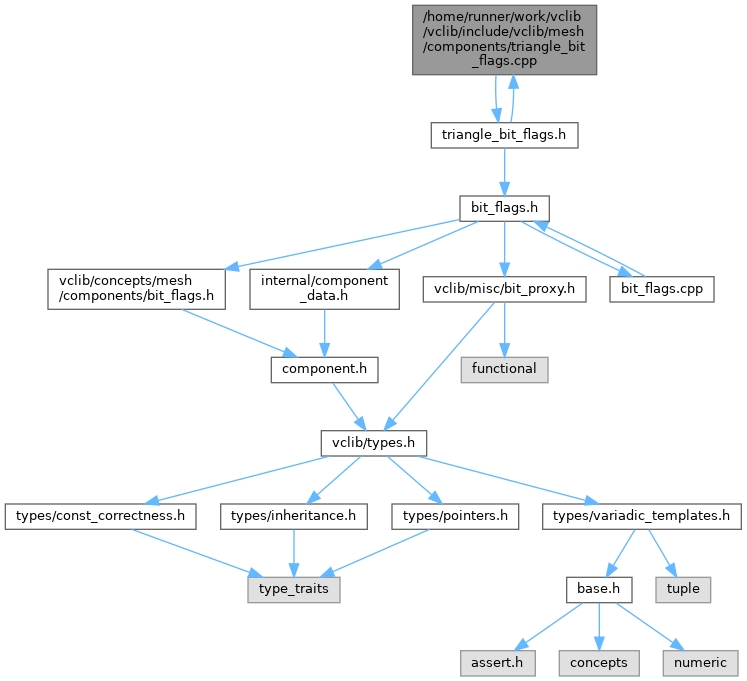 /home/runner/work/vclib
/vclib/include/vclib/mesh
/components/triangle_bit
_flags.cpp
triangle_bit_flags.h
bit_flags.h
vclib/concepts/mesh
/components/bit_flags.h
internal/component
_data.h
vclib/misc/bit_proxy.h
bit_flags.cpp
component.h
functional
vclib/types.h
types/const_correctness.h
types/inheritance.h
types/pointers.h
types/variadic_templates.h
type_traits
base.h
tuple
assert.h
concepts
numeric